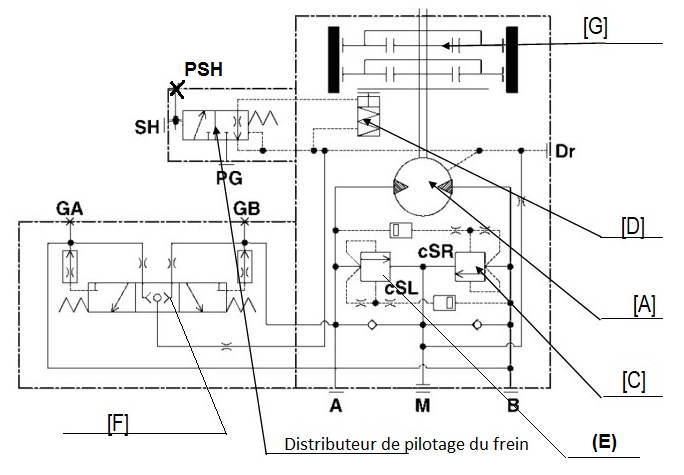 [G]
PSH
SH
Dr
PG
GA
GB
[D]
cSR
cSL
[A]
[C]
A
M
B
[F]
Distributeur de pilotage du frein
(E)